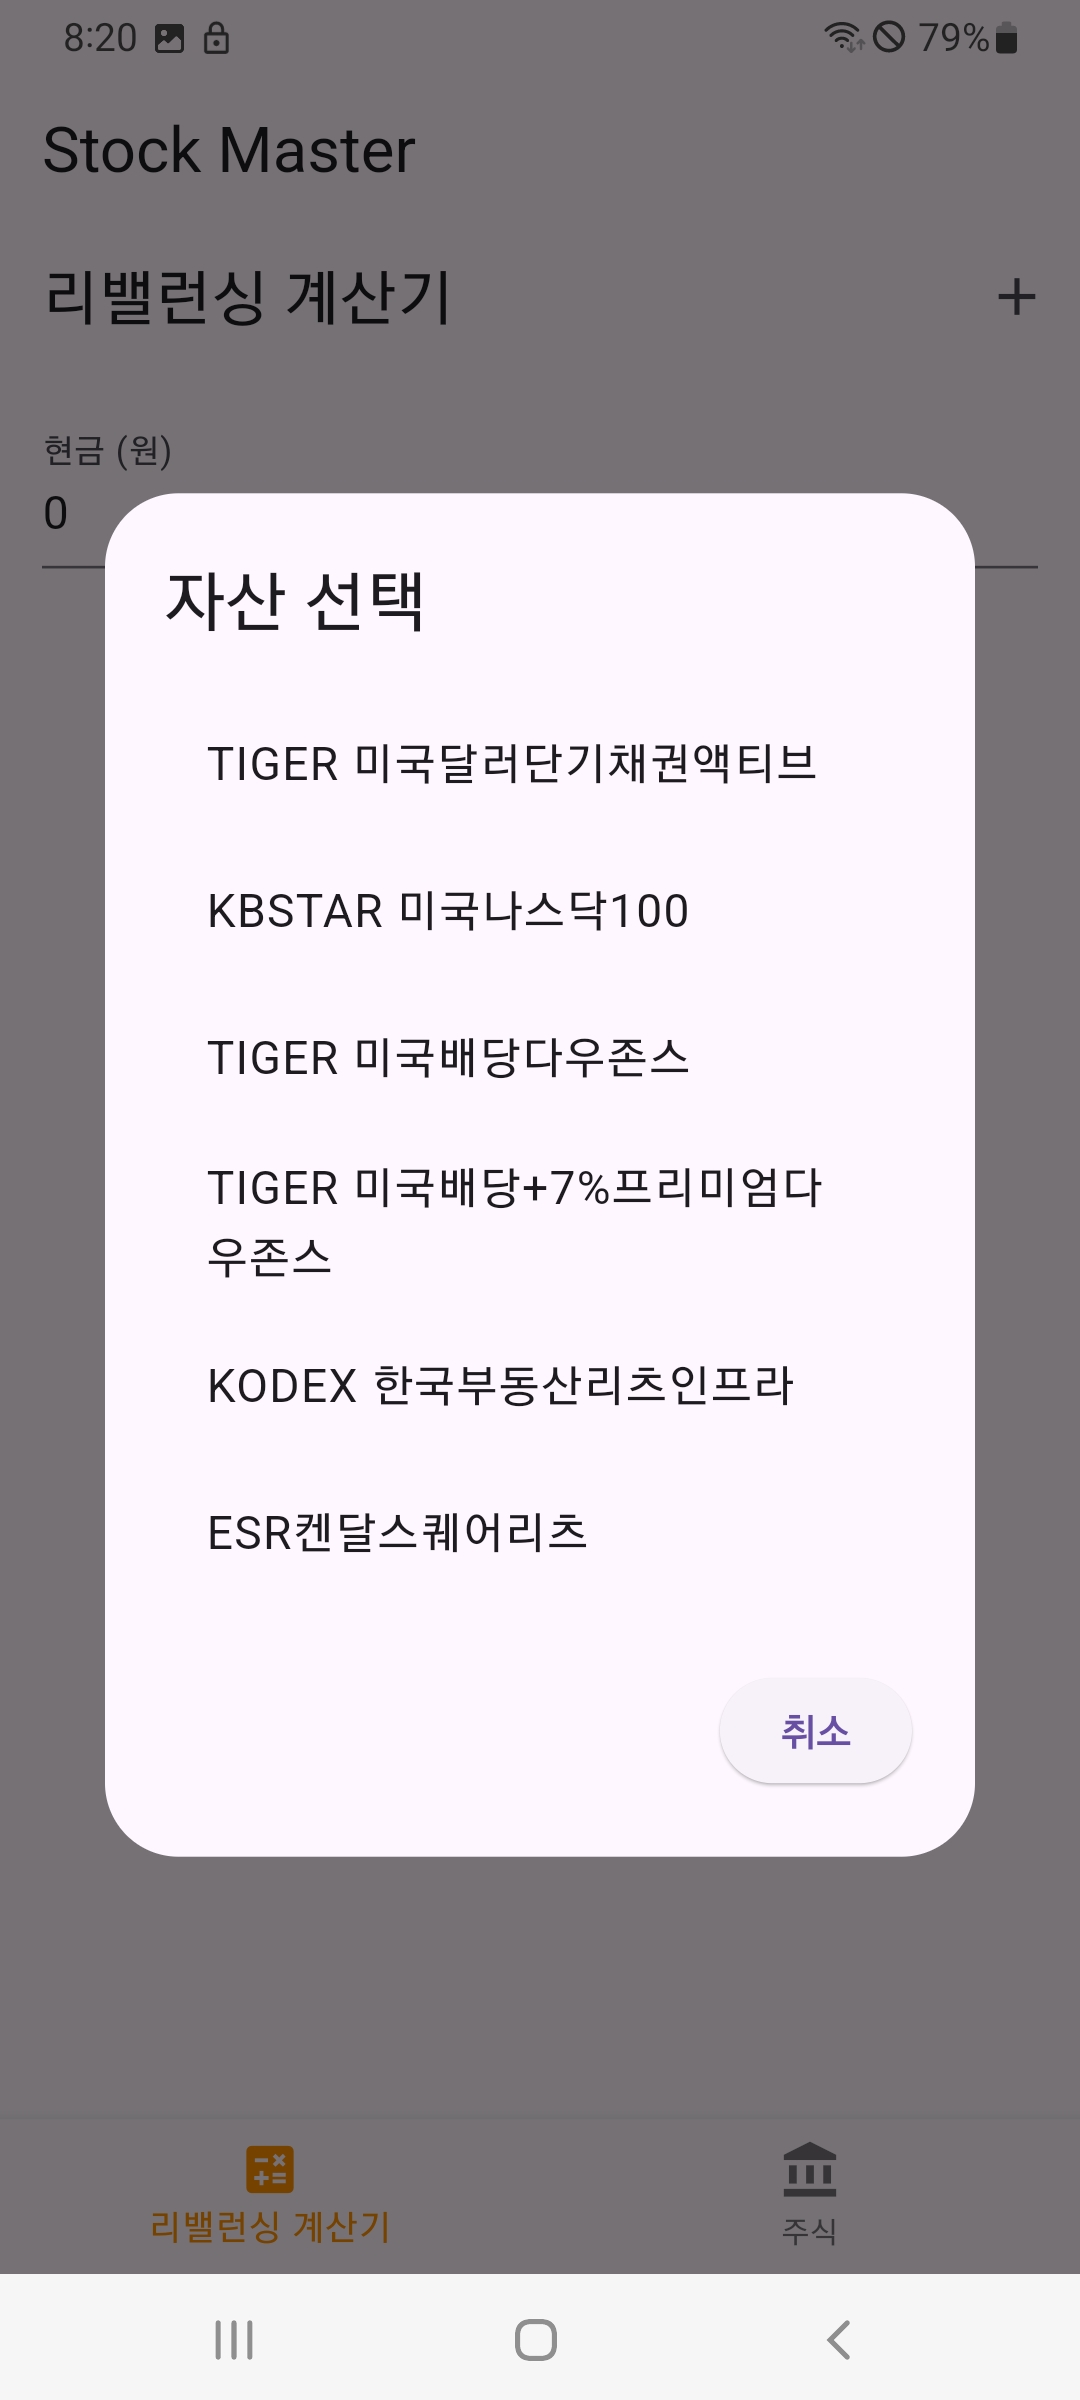 8:20
79%
Stock Master
리밸런싱 계산기
현금 (원)
0
자산 선택
TIGER 미국달러단기채권액티브
KBSTAR 미국나스닥100
TIGER 미국배당다우존스
TIGER 미국배당+7%프리미엄다
우존스
KODEX 한국부동산리츠인프라
ESR켄달스퀘어리츠
취소
리밸런싱 계산기
주식